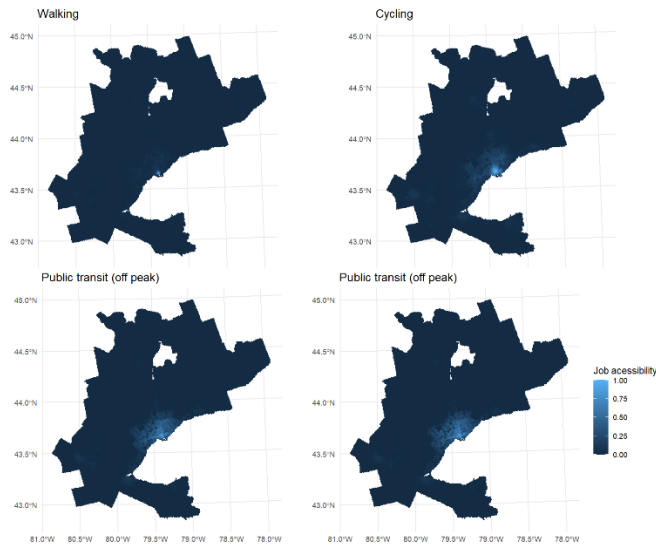 Walking
Cycling
45.0°N
44.5°N
44.0°N
43.5°N
43.0°N
45.0°N
44.5°N
44.0°N
43.5°N
43.0°N
Public transit (off peak)
Public transit (off peak)
45.0°N
44.5°N
44.0°N
43.5°N
43.0°N
81.0°W 80.5°W 80.0°W 79.5°W 79.0°W 78.5°W 78.0°W
45.0°N
44.5°N
44.0°N
43.5°N
43.0°N
81.0°W 80.5°W 80.0°W 79.5°W 79.0°W 78.5°W 78.0°W
Job acessibility
1.00
0.75
0.50
0.25
0.00